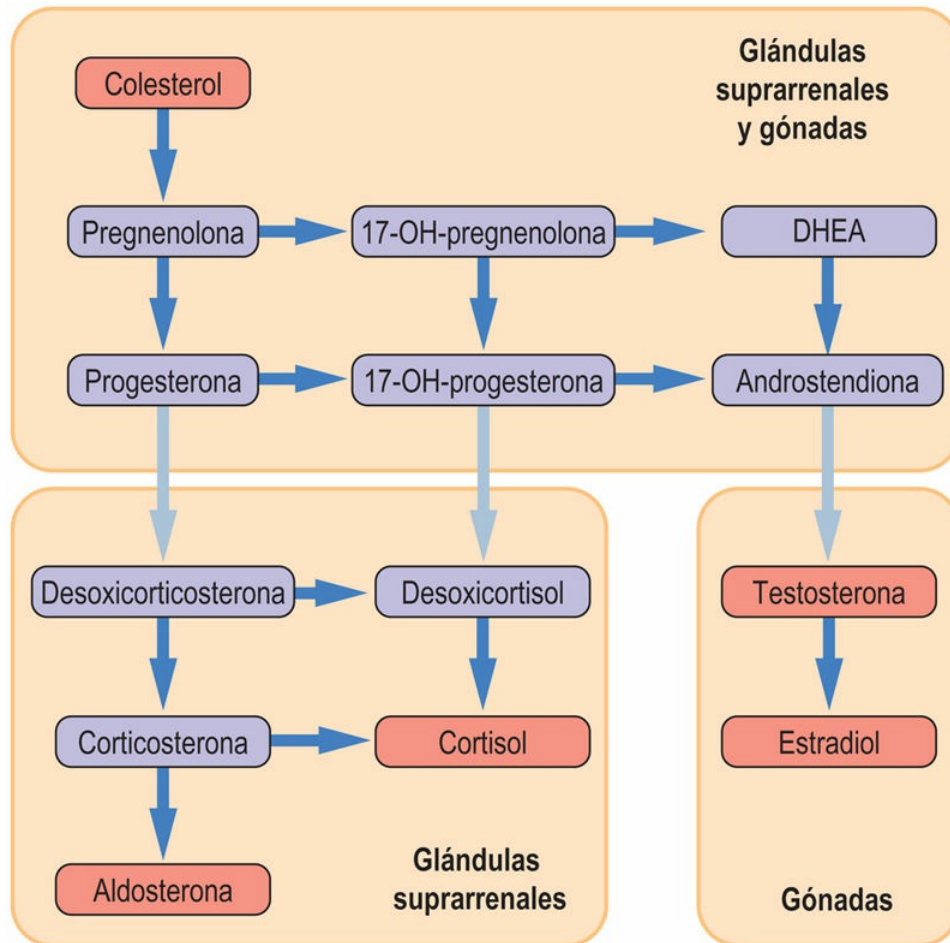 Glándulas
suprarrenales
y gónadas
Colesterol
Pregnenolona
17-OH-pregnenolona
DHEA
Progesterona
17-OH-progesterona
Androstendiona
Desoxicorticosterona
Desoxicortisol
Testosterona
Corticosterona
Cortisol
Estradiol
Aldosterona
Glándulas
suprarrenales
Gónadas